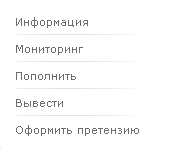 Информация
Мониторинг
Пополнить
Вывести
Оформить претензию